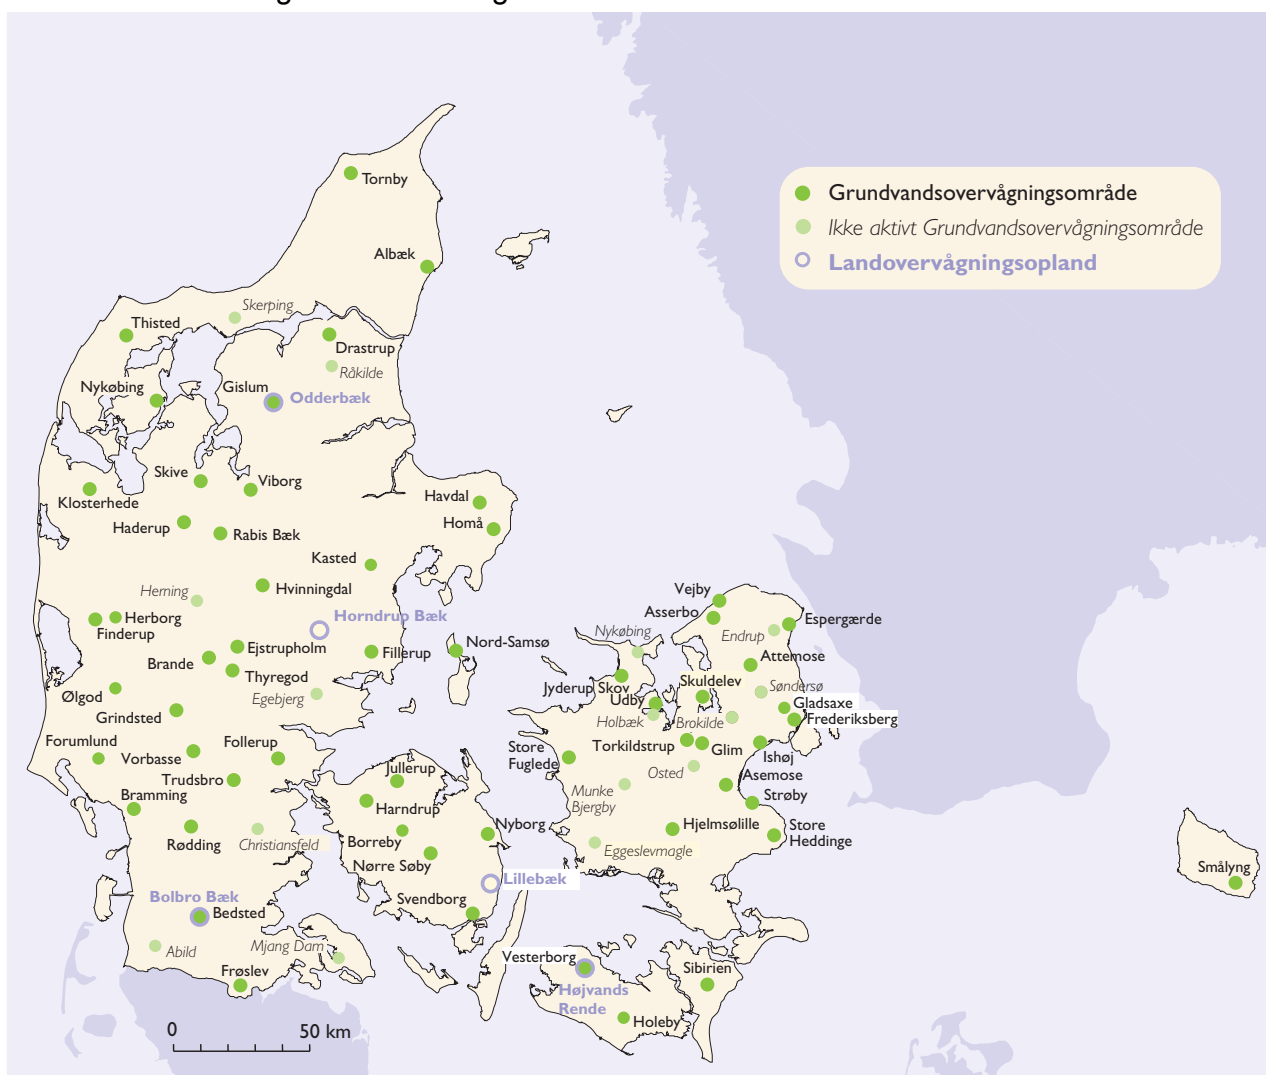 Tornby
Grundvandsovervågningsområde
Ikke aktivt Grundvandsovervågningsområde
Landovervågningsopland
Albæk
Skerping
Thisted
Drastrup
Råkilde
Nykøbing
Gislum
Odderbæk
Skive
Viborg
Klosterhede
Havdal
Haderup
Homå
Rabis Bæk
Kasted
Herning
Hvinningdal
Vejby
Asserbo
Herborg
Finderup
Horndrup Bæk
Nykøbing
Endrup
Espergærde
Ejstrupholm
Fillerup
Nord-Samsø
Brande
Thyregod
Attemose
Ølgod
Egebjerg
Jyderup Skov
Skuldelev
Søndersø
Udby
Gladsaxe
Grindsted
Holbæk
Brokilde
Frederiksberg
Forumlund
Vorbasse
Follerup
Store
Fuglede
Torkildstrup
Glim
Ishøj
Trudsbro
Jullerup
Osted
Asemose
Bramming
Harndrup
Munke
Bjergby
Strøby
Rødding
Christiansfeld
Borreby
Nyborg
Hjelmsølille
Store
Heddinge
Nørre Søby
Eggeslevmagle
Lillebæk
Smålyng
Bolbro Bæk
Bedsted
Svendborg
Abild
Mjang Dam
Vesterborg
Frøslev
Sibirien
Højvands
Rende
Holeby
0
50 km